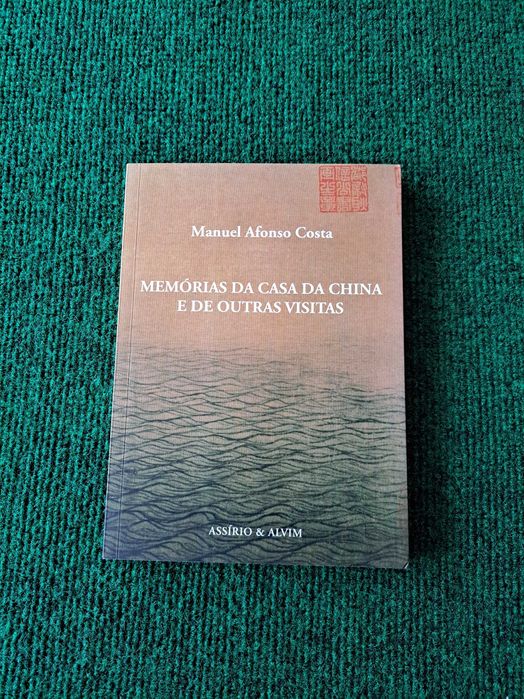 Manuel Afonso Costa
MEMÓRIAS DA CASA DA CHINA
E DE OUTRAS VISITAS
ASSÍRIO & ALVIM